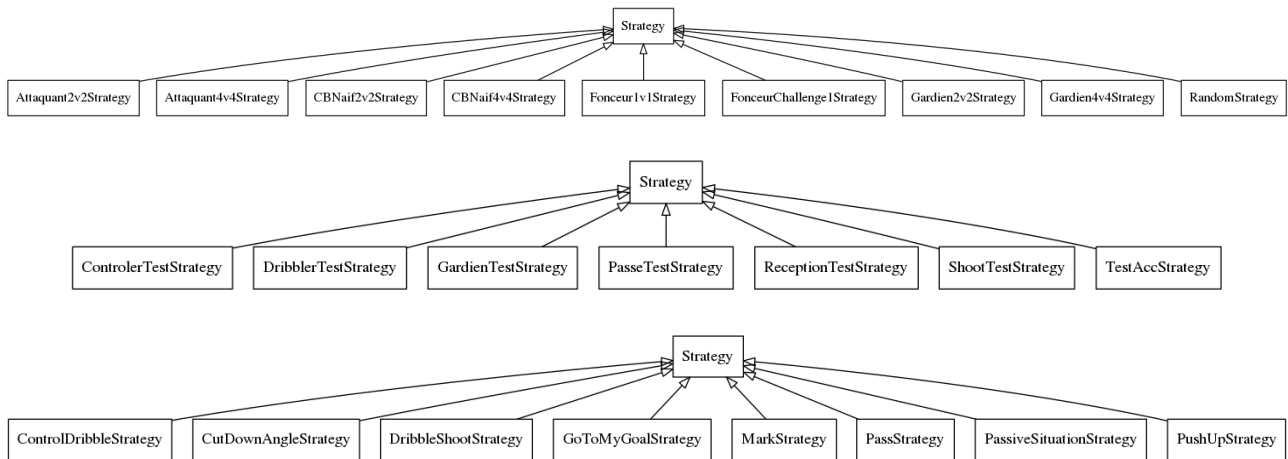 Strategy
Attaquant2v2Strategy Attaquant4v4Strategy CBNaif2v2Strategy CBNaif4v4Strategy Fonceur1v1Strategy FonceurChallenge1Strategy Gardien2v2Strategy Gardien4v4Strategy RandomStrategy
Strategy
ControlerTestStrategy DribblerTestStrategy GardienTestStrategy PasseTestStrategy ReceptionTestStrategy ShootTestStrategy TestAccStrategy
Strategy
ControlDribbleStrategy CutDownAngleStrategy DribbleShootStrategy GoToMyGoalStrategy MarkStrategy PassStrategy PassiveSituationStrategy PushUpStrategy